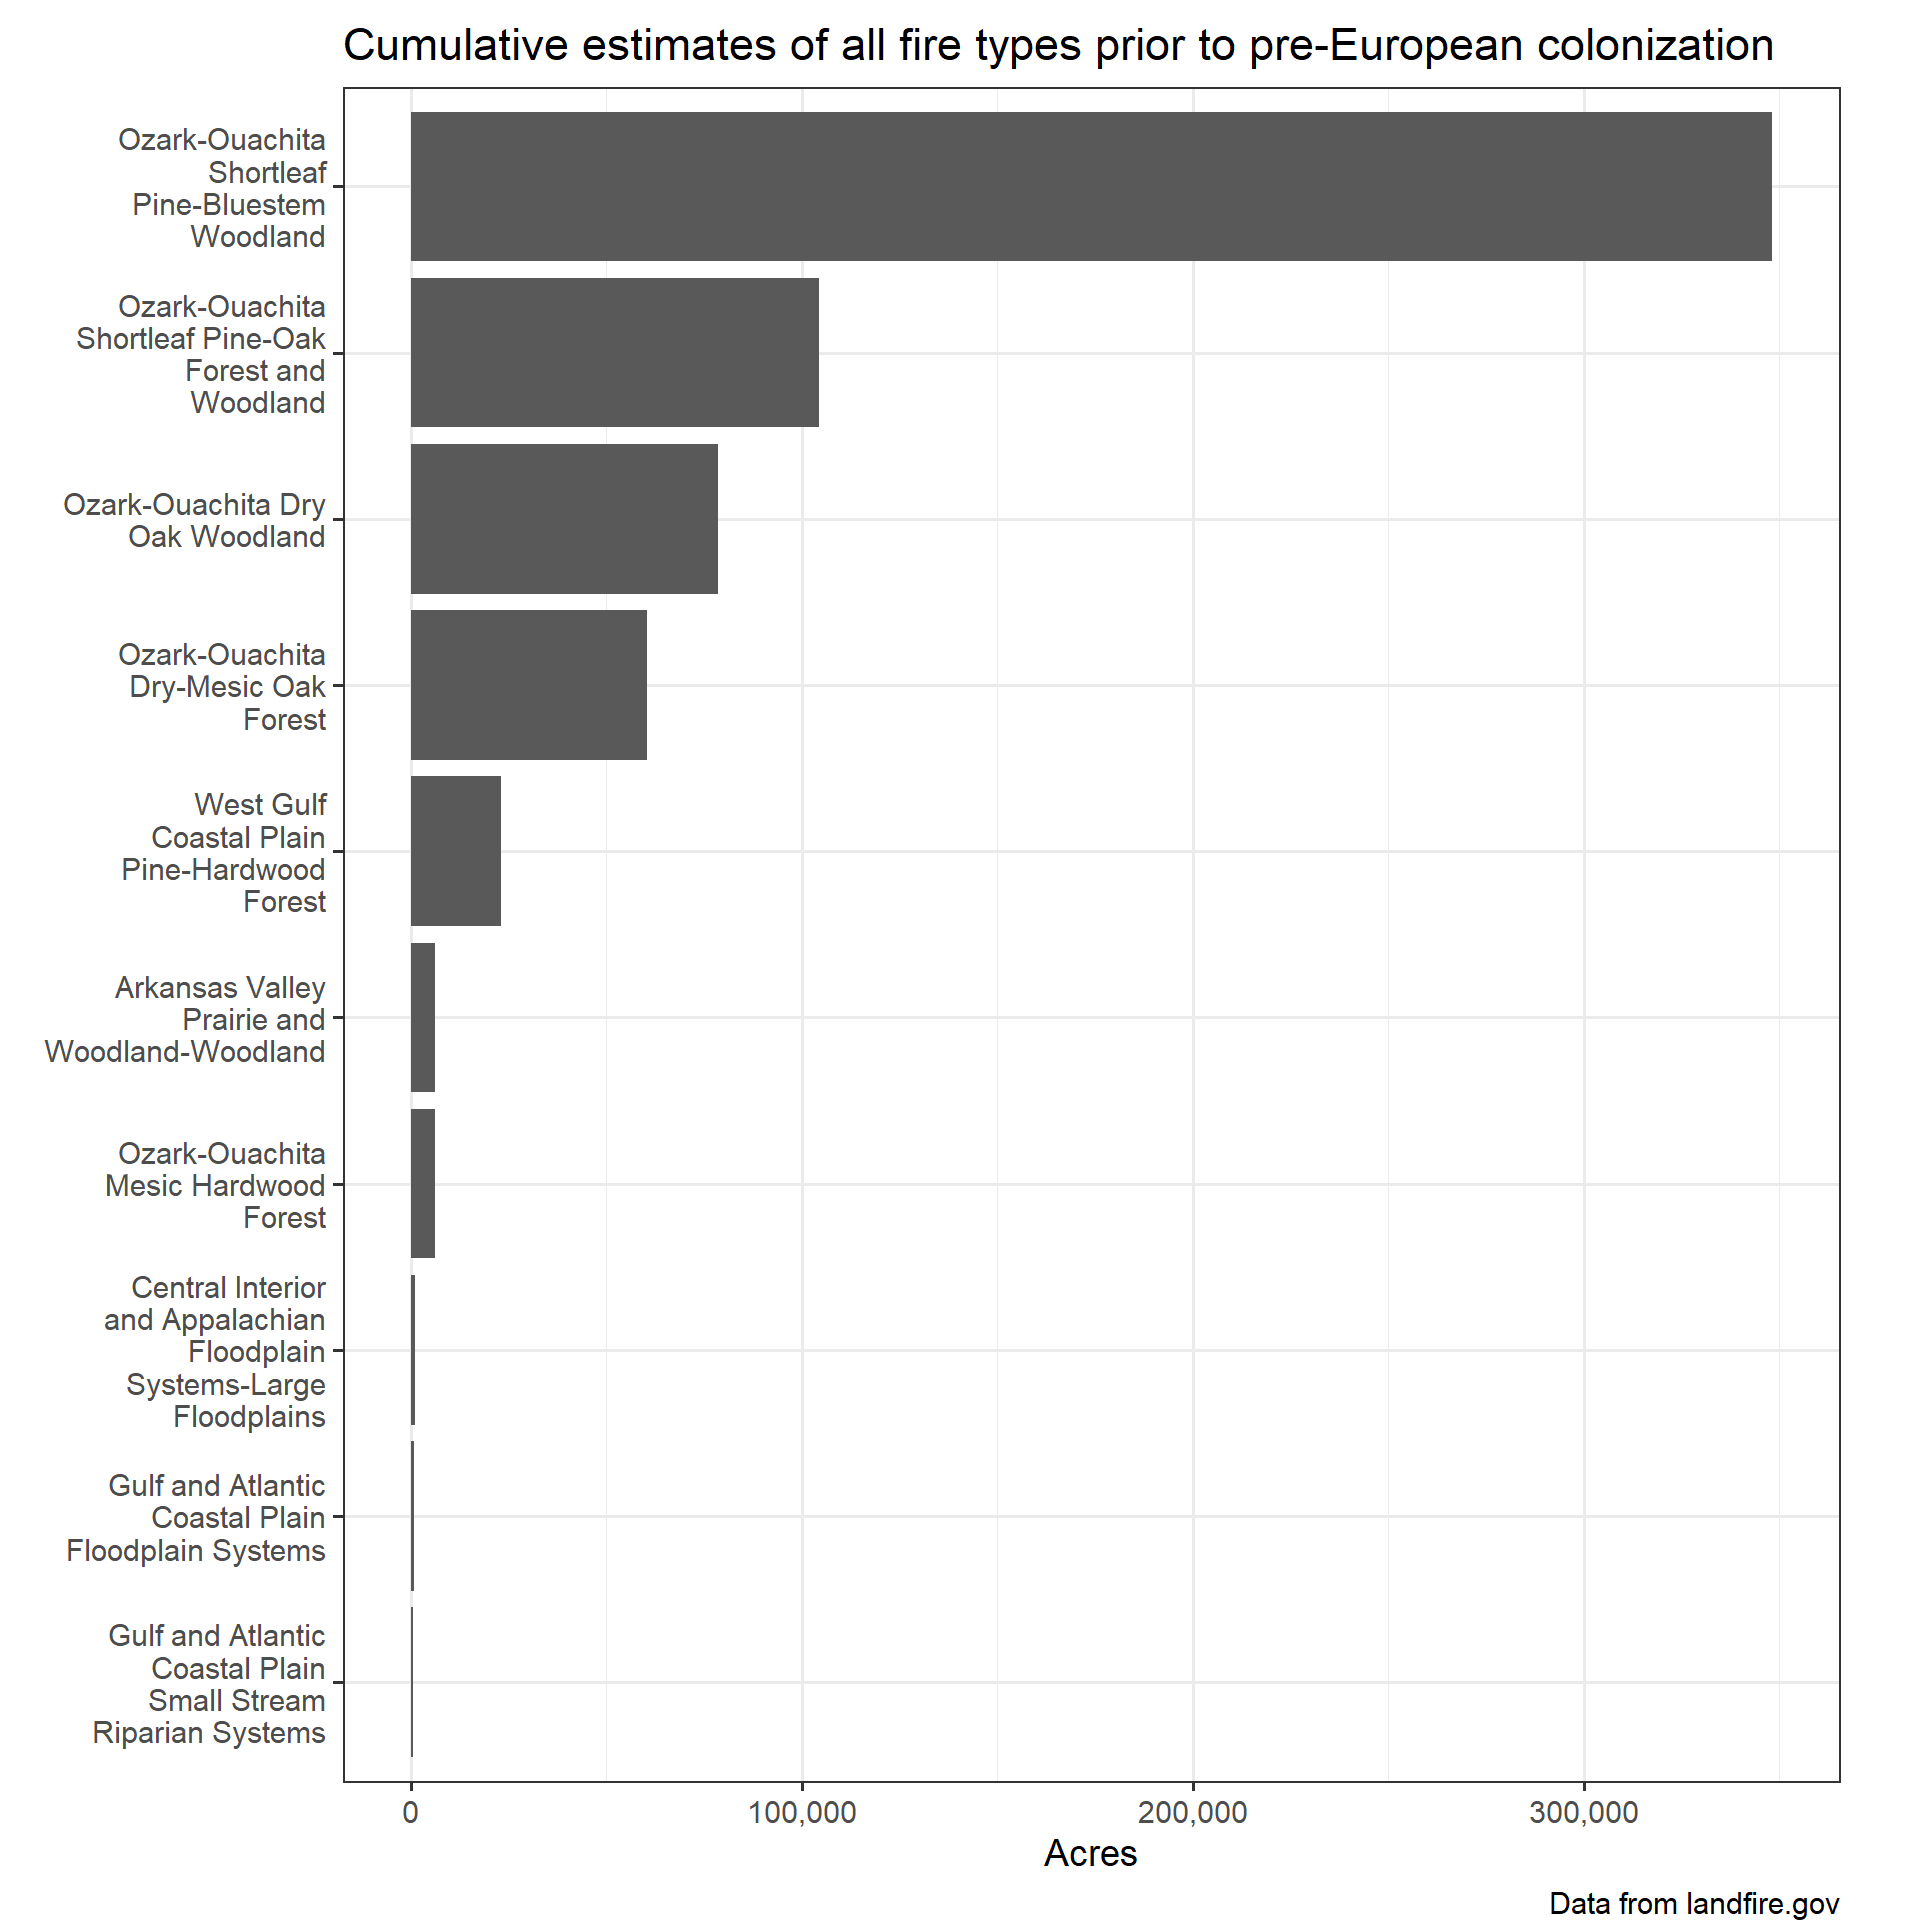 Cumulative estimates of all fire types prior to pre-European colonization
Ozark-Ouachita
Shortleaf
Pine-Bluestem
Woodland
Ozark-Ouachita
Shortleaf Pine-Oak
Forest and
Woodland
Ozark-Ouachita Dry
Oak Woodland
Ozark-Ouachita
Dry-Mesic Oak
Forest
West Gulf
Coastal Plain
Pine-Hardwood
Forest
Arkansas Valley
Prairie and
Woodland-Woodland
Ozark-Ouachita
Mesic Hardwood
Forest
Central Interior
and Appalachian
Floodplain
Systems-Large
Floodplains
Gulf and Atlantic
Coastal Plain
Floodplain Systems
Gulf and Atlantic
Coastal Plain
Small Stream
Riparian Systems
0 100,000 200,000 300,000
Acres
Data from landfire.gov